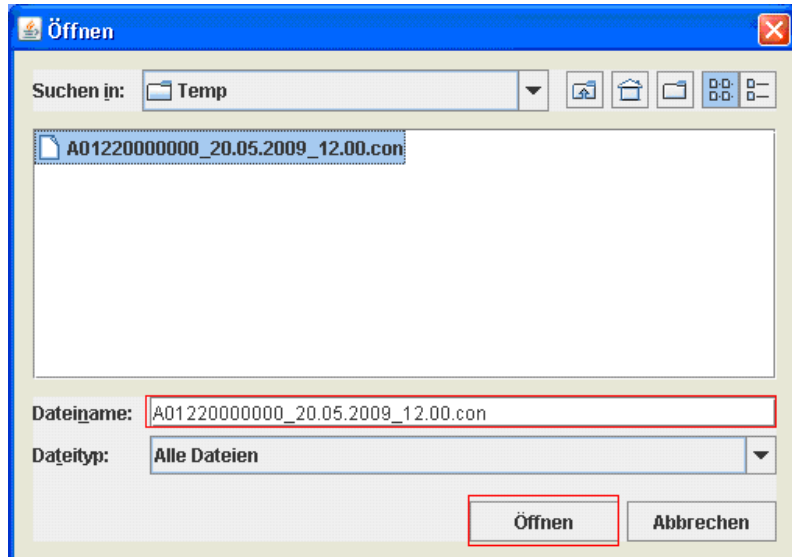 Öffnen
Suchen in: Temp
A01220000000_20.05.2009_12.00.con
Dateiname: A01220000000_20.05.2009_12.00.con
Dateityp: Alle Dateien
Öffnen Abbrechen